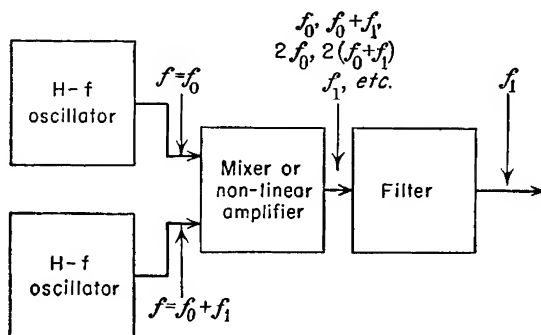 f₀, f₀+f₁,
2f₀, 2(f₀+f₁)
f₁, etc.
f=f₀
f₁
H-f
oscillator
Mixer or
non-linear
amplifier
Filter
H-f
oscillator
f=f₀+f₁